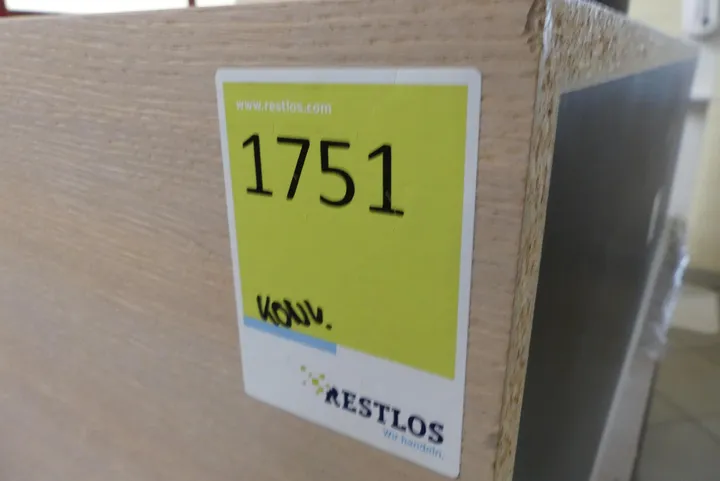 www.restlos.com
1751
KONV.
RESTLOS
Wir handeln.